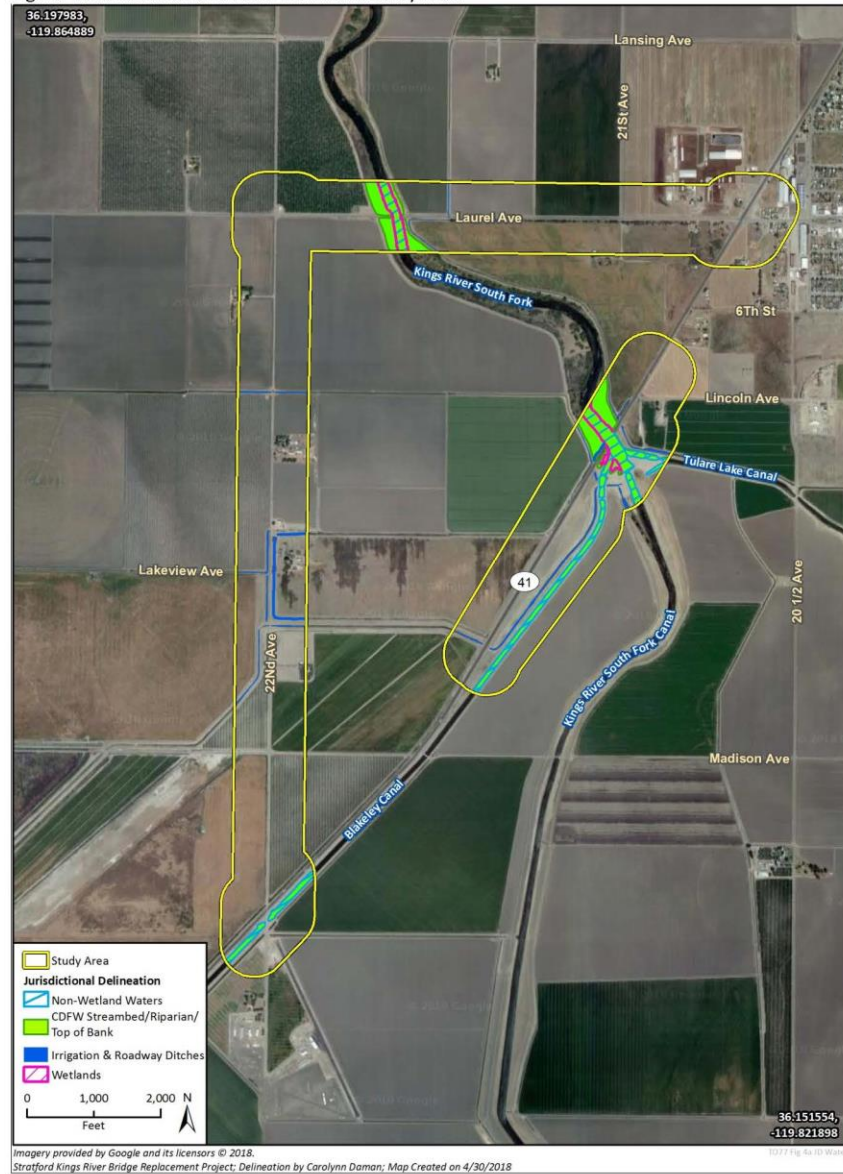 36.197983,
-119.864889
Lansing Ave
21St Ave
Laurel Ave
Kings River South Fork
6Th St
Lincoln Ave
Tulare Lake Canal
Lakeview Ave
41
20 1/2 Ave
22Nd Ave
Kings River South Fork Canal
Madison Ave
Blakeley Canal
Study Area
Jurisdictional Delineation
Non-Wetland Waters
CDFW Streambed/Riparian/
Top of Bank
Irrigation & Roadway Ditches
Wetlands
0 1,000 2,000 N
Feet
36.151554,
-119.821898
Imagery provided by Google and its licensors © 2018.
Stratford Kings River Bridge Replacement Project; Delineation by Carolynn Daman; Map Created on 4/30/2018